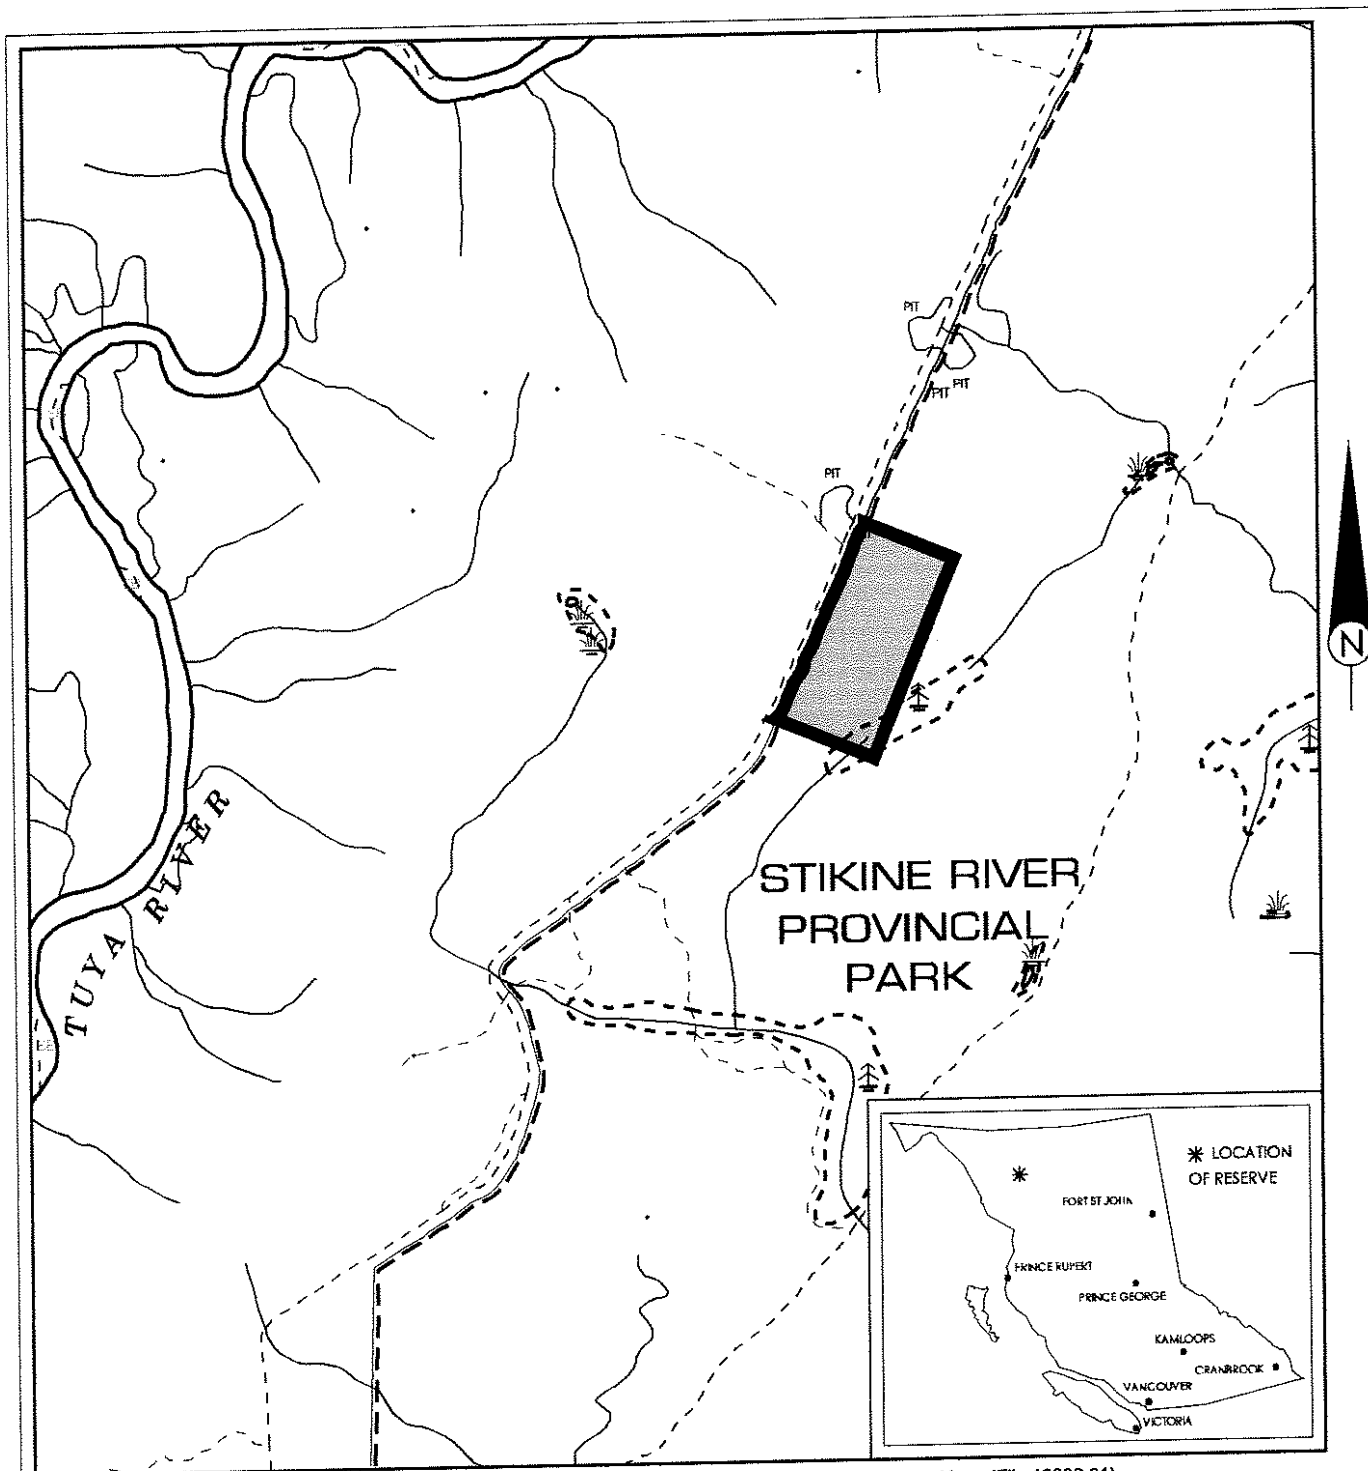 PIT
PIT
PIT
PIT
N
TUYA RIVER
STIKINE RIVER
PROVINCIAL
PARK
LOCATION
OF RESERVE
FORT ST JOHN
PRINCE RUPERT
PRINCE GEORGE
KAMLOOPS
CRANBROOK
VANCOUVER
VICTORIA